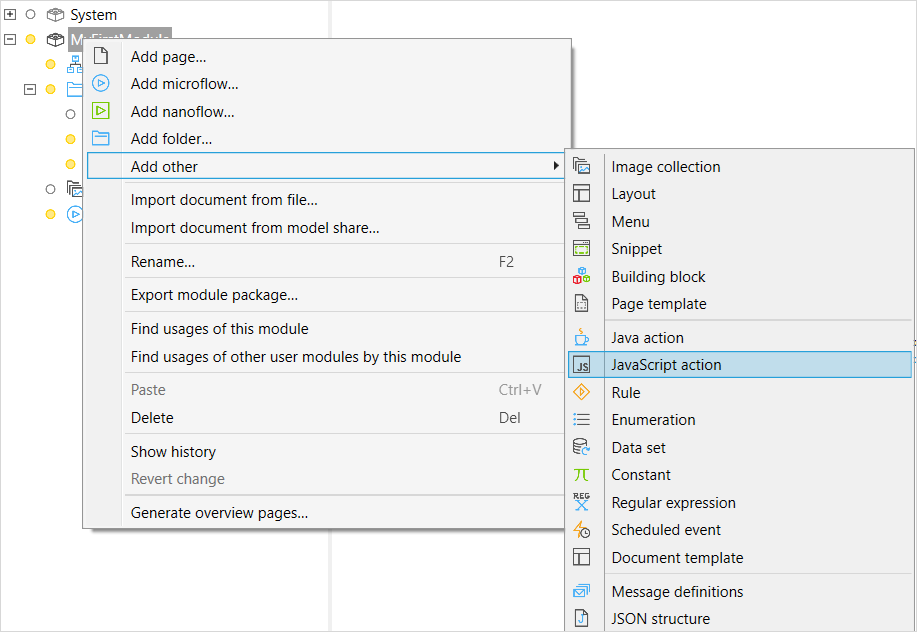 System
MyFirstModule
Add page...
Add microflow...
Add nanoflow...
Add folder...
Add other
Import document from file...
Import document from model share...
Rename... F2
Export module package...
Find usages of this module
Find usages of other user modules by this module
Paste Ctrl+V
Delete Del
Show history
Revert change
Generate overview pages...
Image collection
Layout
Menu
Snippet
Building block
Page template
Java action
JS JavaScript action
Rule
Enumeration
Data set
Constant
REG Regular expression
Scheduled event
Document template
Message definitions
JSON structure